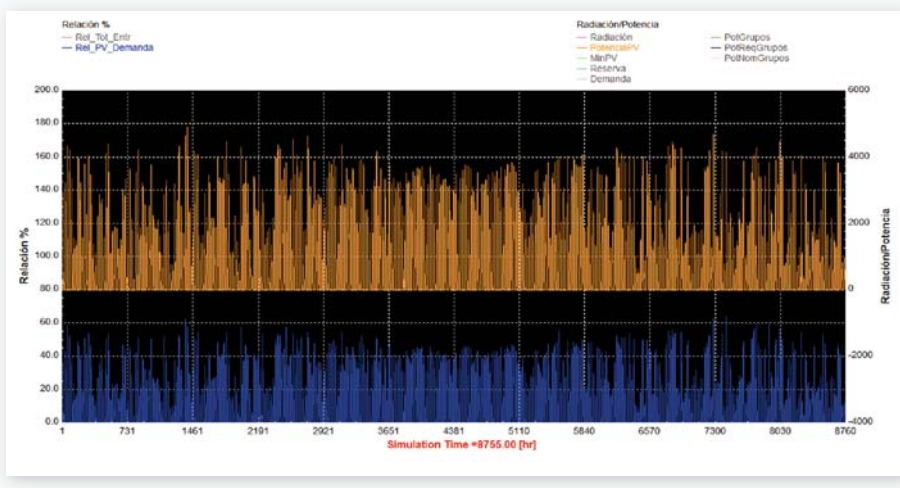 Relación %
Rel_Tot_Entr
Rel_PV_Demanda
Radiación/Potencia
Radiación
PotenciaPV
MinPV
Reserva
Demanda
PotGrupos
PotReqGrupos
PotNomGrupos
200.0
180.0
160.0
140.0
120.0
100.0
80.0
60.0
40.0
20.0
0.0
Relación %
6000
4000
2000
0
-2000
-4000
Radiación/Potencia
1 731 1461 2191 2921 3651 4381 5110 5840 6570 7300 8030 8760
Simulation Time =8755.00 [hr]